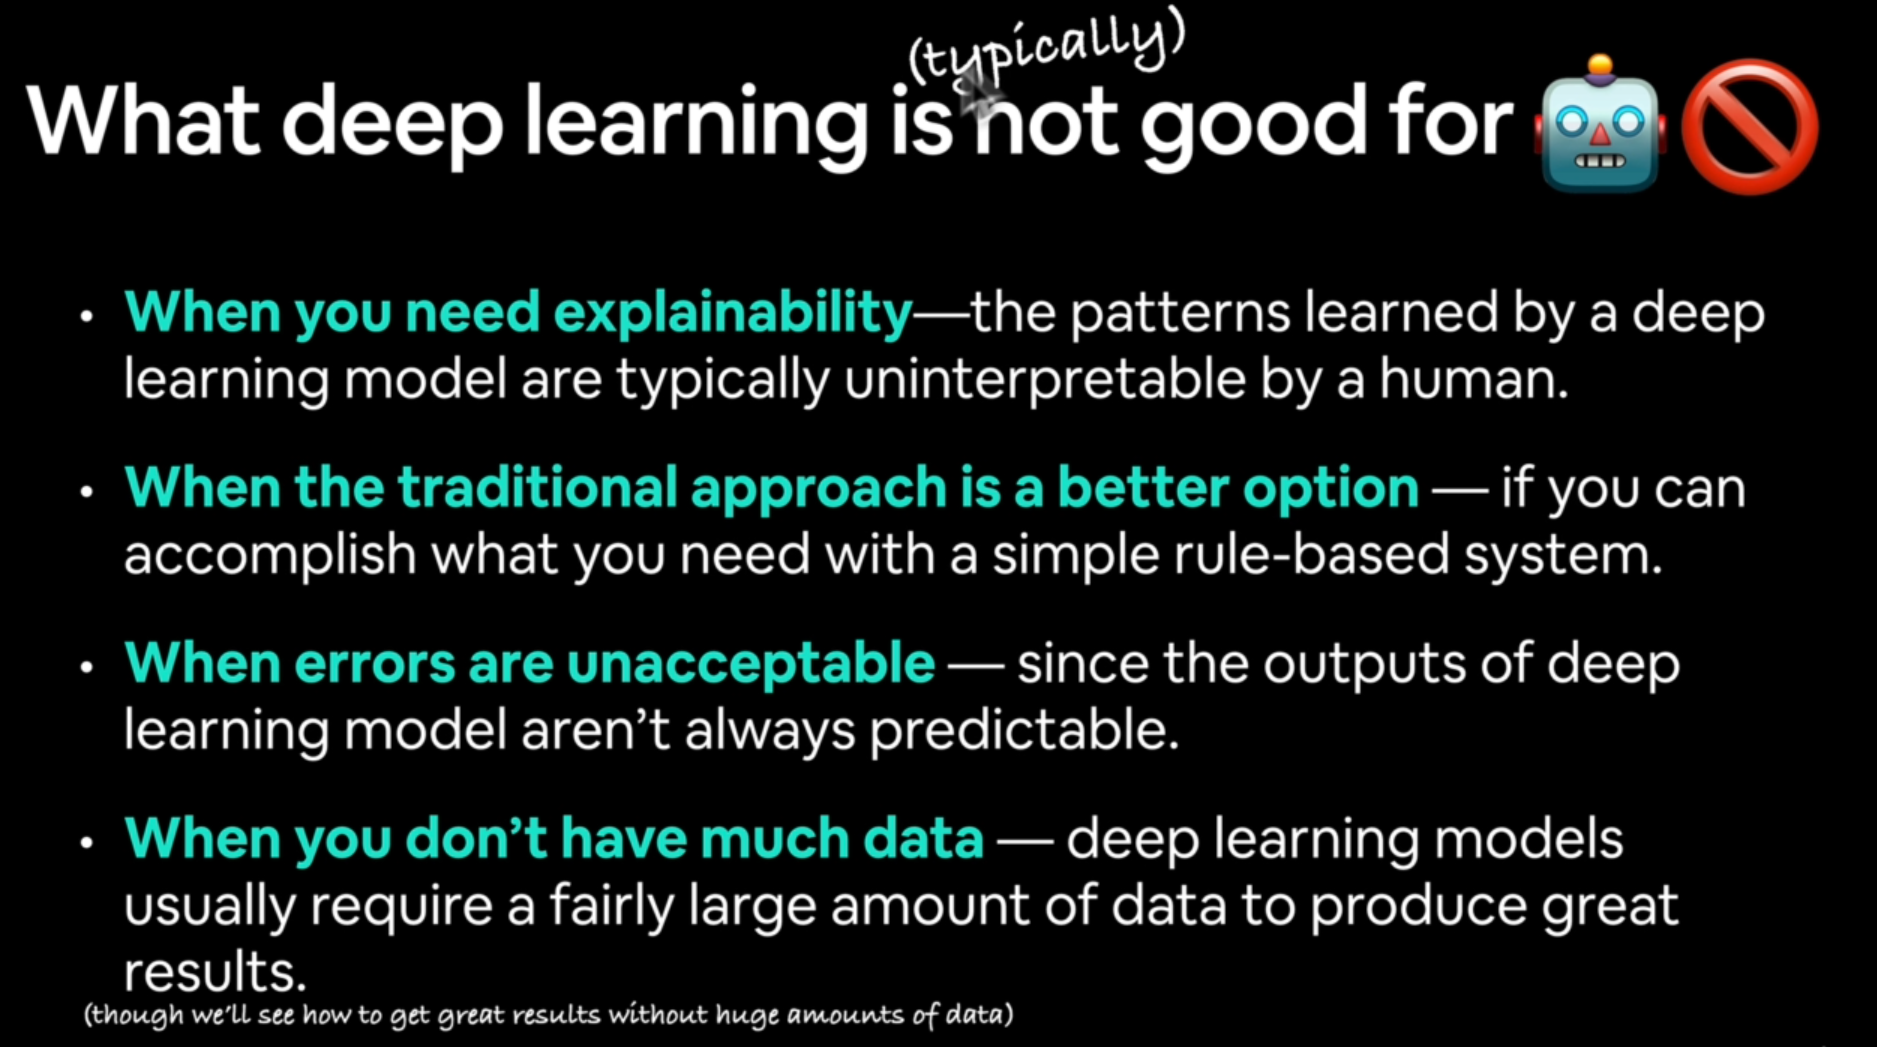 (typically)
What deep learning is not good for
• When you need explainability—the patterns learned by a deep
learning model are typically uninterpretable by a human.
• When the traditional approach is a better option — if you can
accomplish what you need with a simple rule-based system.
• When errors are unacceptable — since the outputs of deep
learning model aren’t always predictable.
• When you don’t have much data — deep learning models
usually require a fairly large amount of data to produce great
results.
(though we’ll see how to get great results without huge amounts of data)